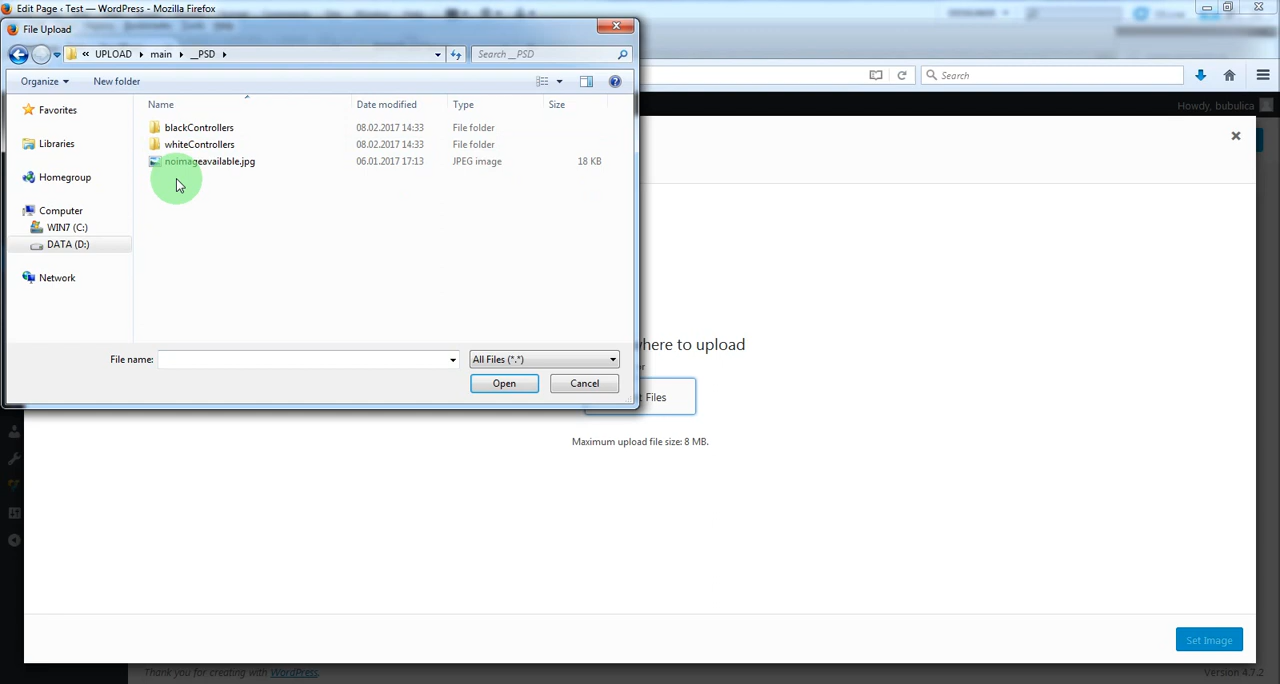 Edit Page ‹ Test — WordPress - Mozilla Firefox
File Upload
« UPLOAD main __PSD
Search __PSD
Search
Organize
New folder
Howdy, bubulica
Name Date modified Type Size
Favorites
blackControllers 08.02.2017 14:33 File folder
Libraries
whiteControllers 08.02.2017 14:33 File folder
noimageavailable.jpg 06.01.2017 17:13 JPEG image 18 KB
Homegroup
Computer
WIN7 (C:)
DATA (D:)
Network
here to upload
File name:
All Files (*.*)
Open
Cancel
Files
Maximum upload file size: 8 MB.
Set Image
Thank you for creating with WordPress.
Version 4.7.2